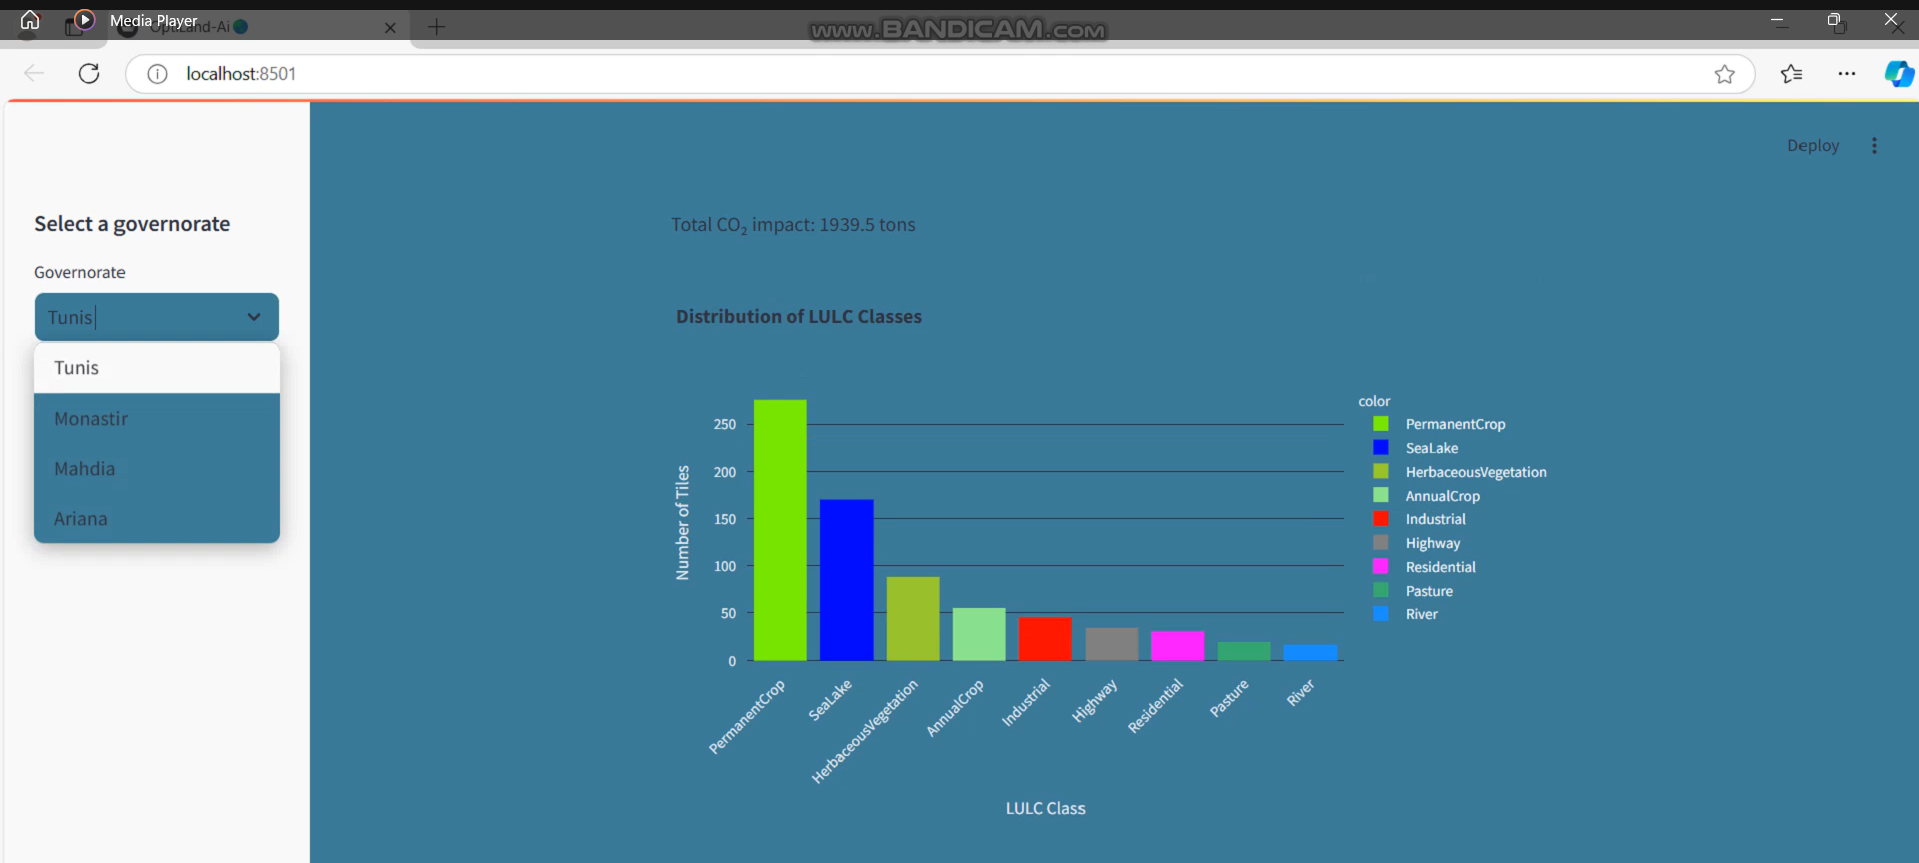 Media Player
OptiLand-Ai
www.BANDICAM.com
localhost:8501
Deploy
Select a governorate
Governorate
Tunis
Tunis
Monastir
Mahdia
Ariana
Total CO₂ impact: 1939.5 tons
Distribution of LULC Classes
Number of Tiles
250
200
150
100
50
0
PermanentCrop
SeaLake
HerbaceousVegetation
AnnualCrop
Industrial
Highway
Residential
Pasture
River
LULC Class
color
PermanentCrop
SeaLake
HerbaceousVegetation
AnnualCrop
Industrial
Highway
Residential
Pasture
River